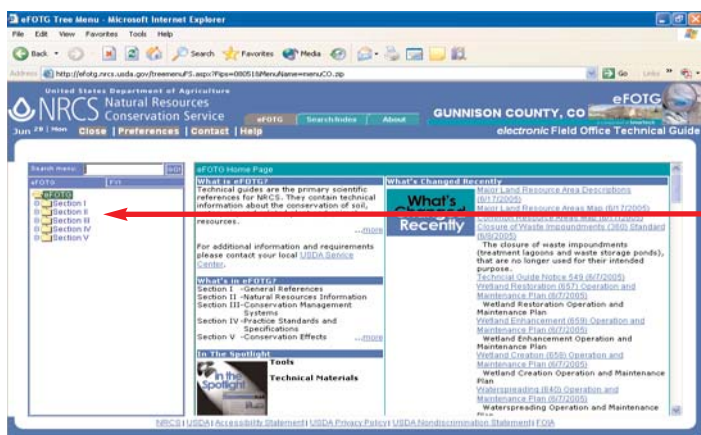 eFOTG Tree Menu - Microsoft Internet Explorer
File Edit View Favorites Tools Help
Back Search Favorites Media
Address http://efotg.nrcs.usda.gov/treemenuFS.aspx?Fips=08051&MenuName=menuCO.zip Go Links »
United States Department of Agriculture
NRCS Natural Resources
Conservation Service
eFOTG Search Index About
GUNNISON COUNTY, CO
eFOTG
electronic Field Office Technical Guide
Jun 29 | Mon Close | Preferences | Contact | Help
Search menu: GO!
eFOTG
eFOTG
Section I
Section II
Section III
Section IV
Section V
eFOTG Home Page
What is eFOTG?
Technical guides are the primary scientific
references for NRCS. They contain technical
information about the conservation of soil,
resources.
...more
For additional information and requirements
please contact your local USDA Service
Center.
What's in eFOTG?
Section I -General References
Section II -Natural Resources Information
Section III-Conservation Management
Systems
Section IV -Practice Standards and
Specifications
Section V -Conservation Effects ...more
In The Spotlight
in the
Spotlight
Tools
Technical Materials
What's Changed Recently
What's
Changed
Recently
Major Land Resource Area Descriptions
(6/17/2005)
Major Land Resource Areas Map (6/17/2005)
Common Resource Areas Map (6/17/2005)
Closure of Waste Impoundments (360) Standard
(6/8/2005)
The closure of waste impoundments
(treatment lagoons and waste storage ponds),
that are no longer used for their intended
purpose.
Technical Guide Notice 549 (6/7/2005)
Wetland Restoration (657) Operation and
Maintenance Plan (6/7/2005)
Wetland Restoration Operation and
Maintenance Plan
Wetland Enhancement (659) Operation and
Maintenance Plan (6/7/2005)
Wetland Enhancement Operation and
Maintenance Plan
Wetland Creation (658) Operation and
Maintenance Plan (6/7/2005)
Wetland Creation Operation and Maintenance
Plan
Waterspreading (640) Operation and
Maintenance Plan (6/7/2005)
Waterspreading Operation and Maintenance
Plan
NRCS | USDA | Accessibility Statement | USDA Privacy Policy | USDA Nondiscrimination Statement | FOIA